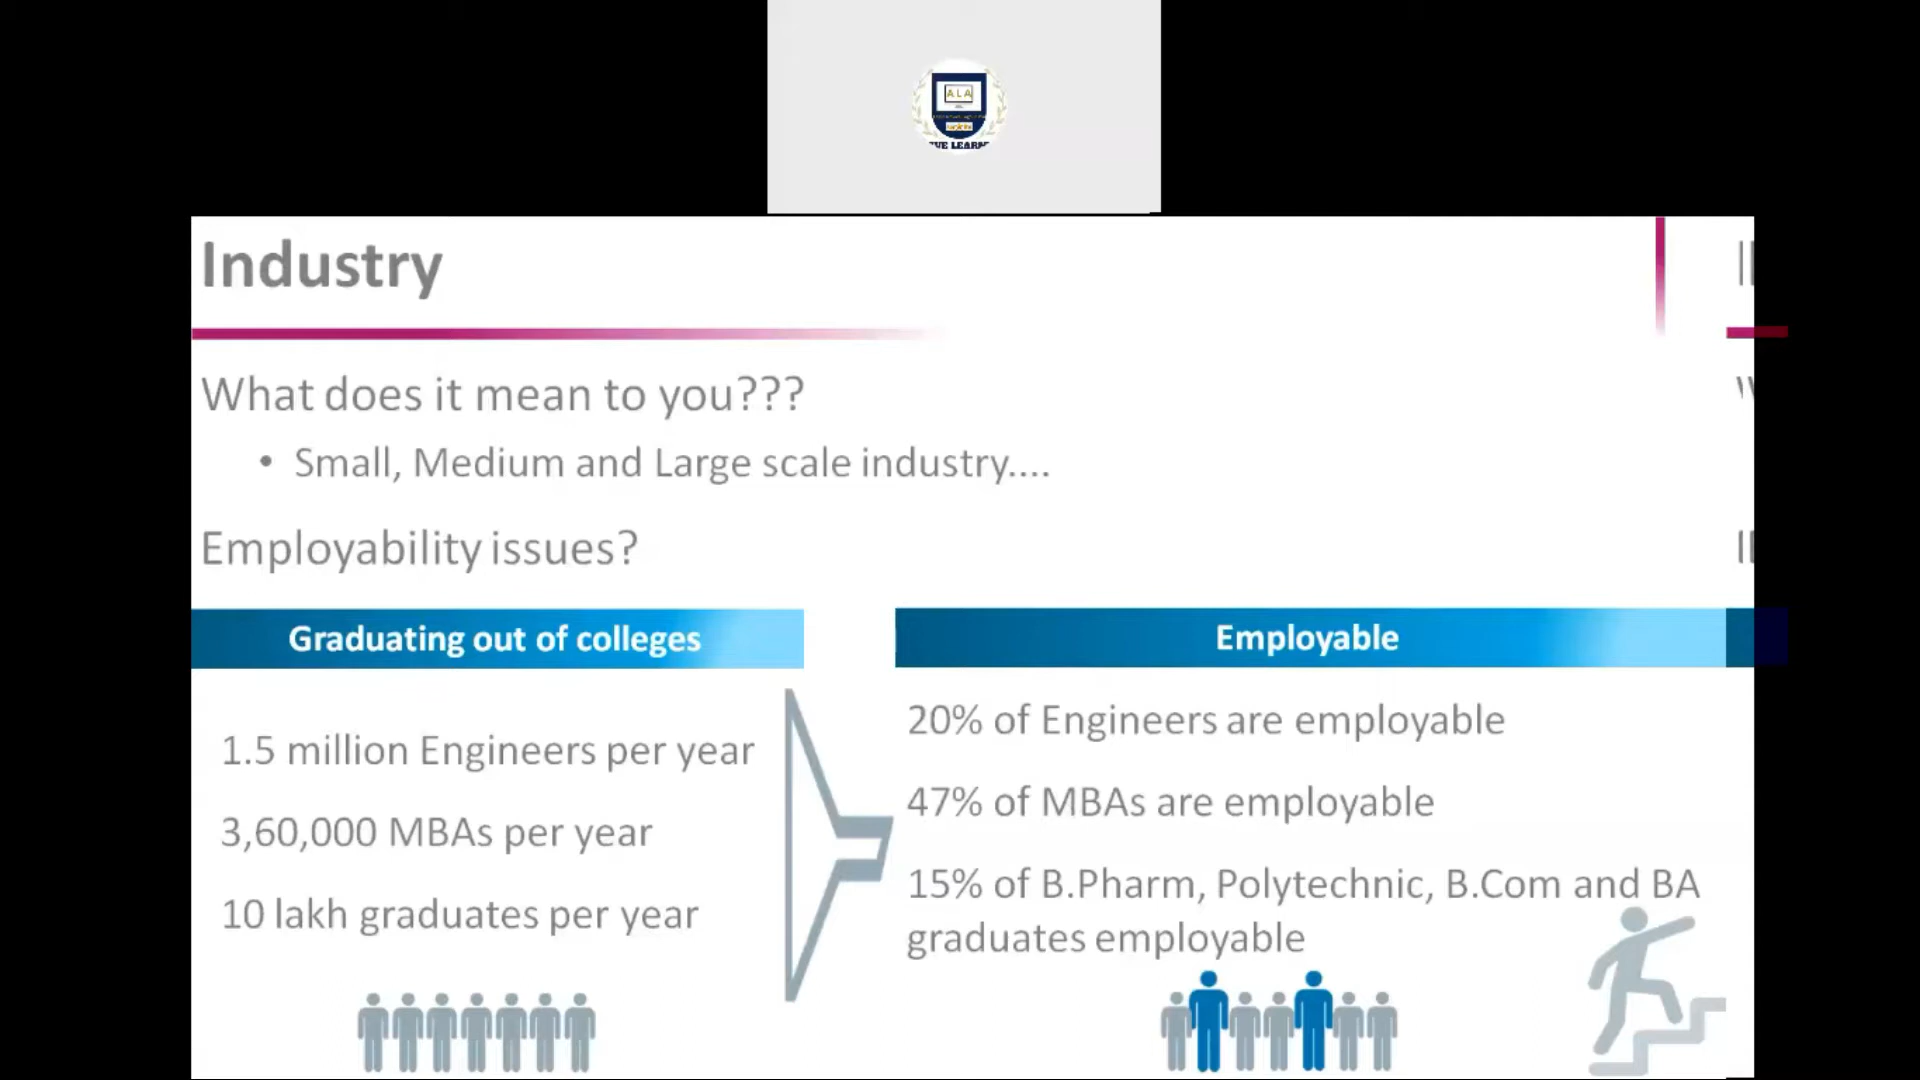 ALA
Industry
What does it mean to you???
• Small, Medium and Large scale industry....
Employability issues?
Graduating out of colleges
Employable
1.5 million Engineers per year
3,60,000 MBAs per year
10 lakh graduates per year
20% of Engineers are employable
47% of MBAs are employable
15% of B.Pharm, Polytechnic, B.Com and BA
graduates employable